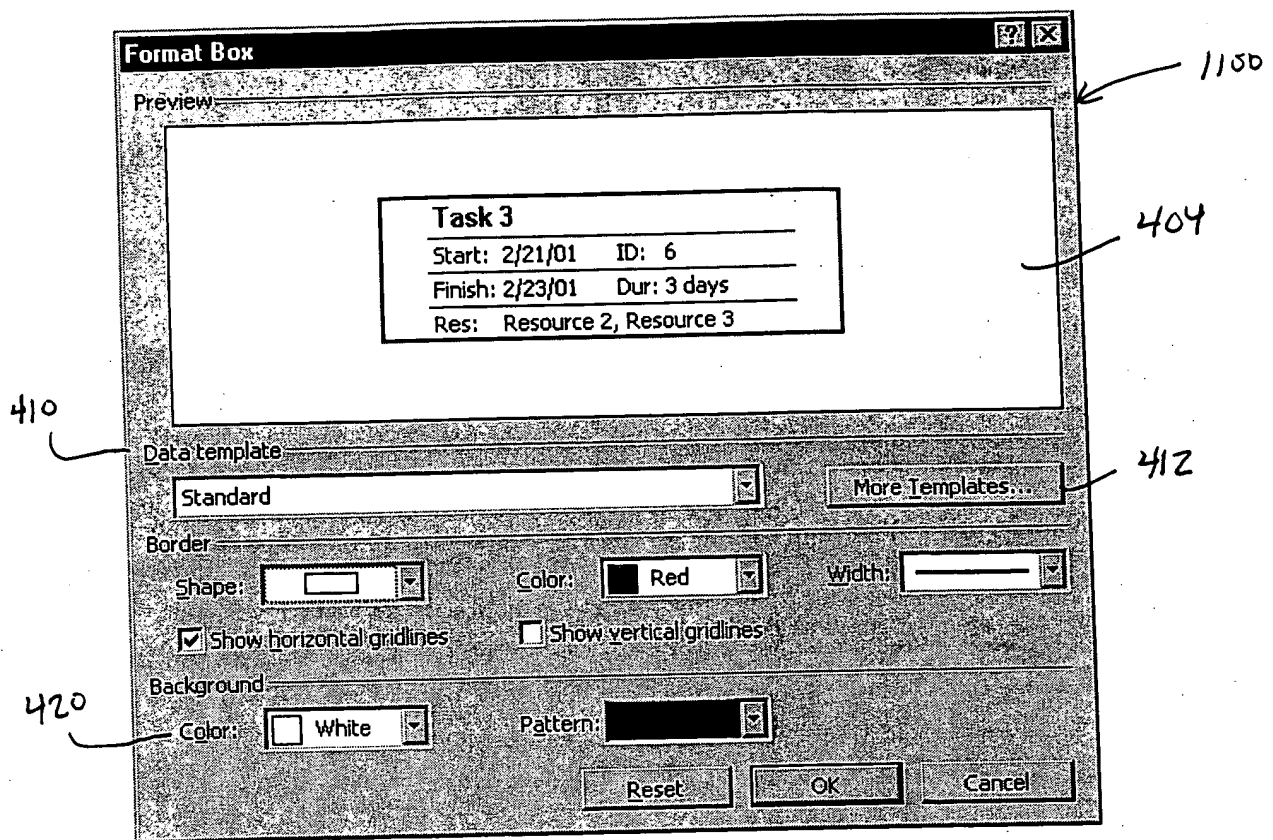 Format Box
1100
Preview
Task 3
Start: 2/21/01 ID: 6
Finish: 2/23/01 Dur: 3 days
Res: Resource 2, Resource 3
404
410
Data template
Standard
More Templates...
412
Border
Shape:
Color: Red
Width:
Show horizontal gridlines
Show vertical gridlines
Background
420
Color: White
Pattern:
Reset
OK
Cancel